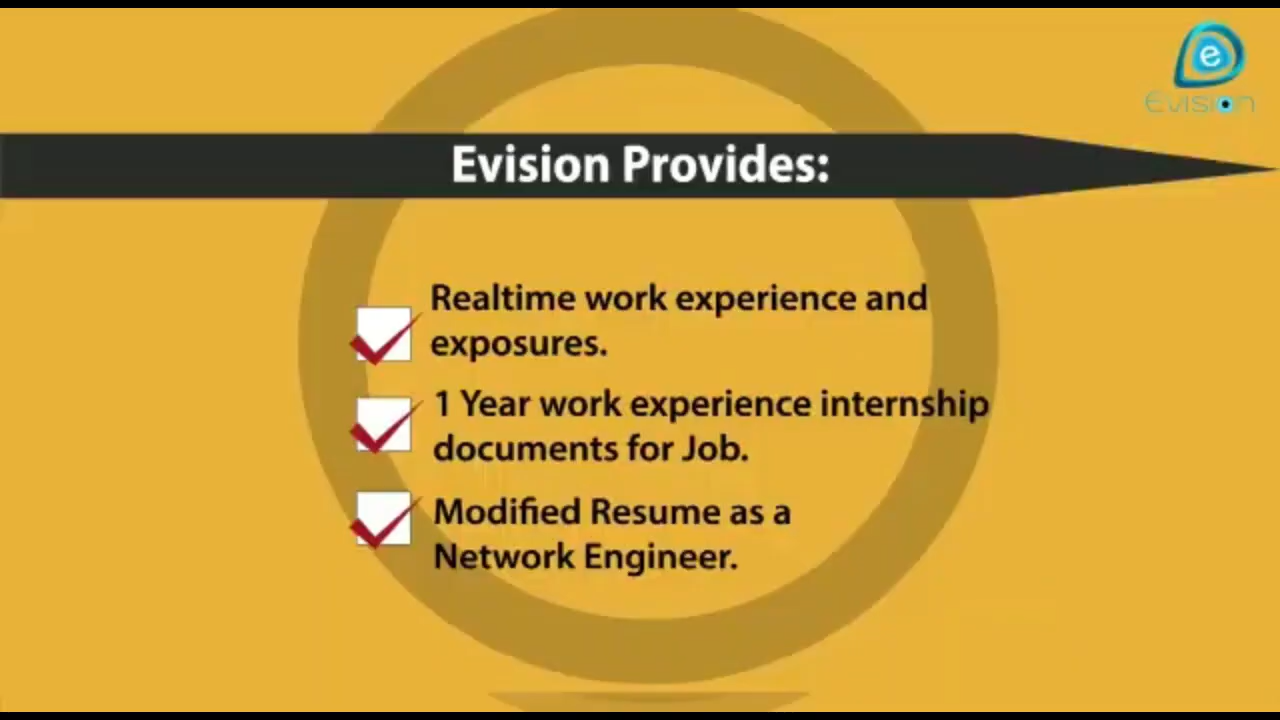 e
Evision
Evision Provides:
Realtime work experience and
exposures.
1 Year work experience internship
documents for Job.
Modified Resume as a
Network Engineer.